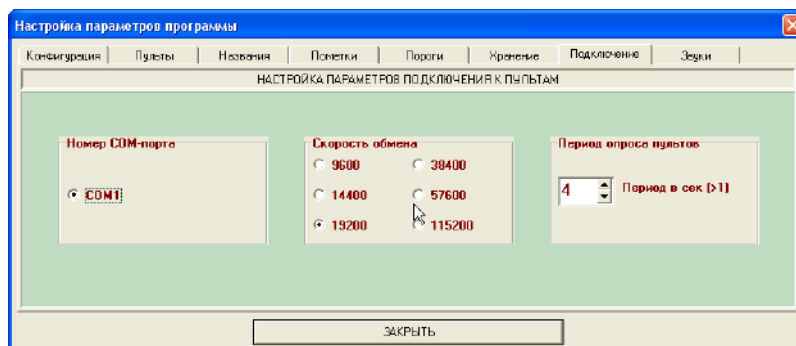 Настройка параметров программы
Конфигурация Пульты Названия Пометки Пороги Хранение Подключение Звуки
НАСТРОЙКА ПАРАМЕТРОВ ПОДКЛЮЧЕНИЯ К ПУЛЬТАМ
Номер COM-порта Скорость обмена Период опроса пультов
9600 38400
COM1 14400 57600 4 Период в сек (>1)
19200 115200
ЗАКРЫТЬ